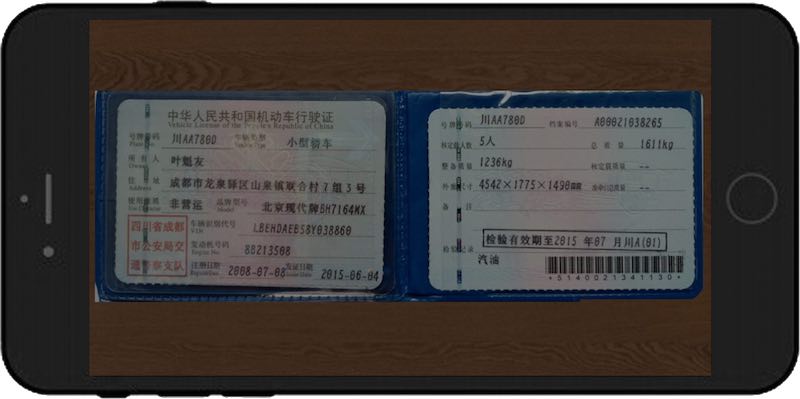 中华人民共和国机动车行驶证
Vehicle License of the People's Republic of China
号牌号码 川AA780D 车辆类型 小型轿车
所有人 叶魁友
Owner
住址 成都市龙泉驿区山泉镇联合村7组3号
Address
使用性质 非营运 品牌型号 北京现代牌BH7164MX
Use Character Model
四川省成都
市公安局交
通警察支队
车辆识别代号 LBEHDAEB58Y038860
VIN
发动机号码 8B213508
Engine No.
注册日期 2008-07-08 发证日期 2015-06-04
号牌号码 川AA780D 档案编号 A00021038265
核定载人数 5人 总质量 1611kg
整备质量 1236kg 核定载质量 --
外廓尺寸 4542×1775×1490mm 准牵引总质量 --
备注
检验有效期至2015 年07 月川A(01)
检验记录
汽油
*5140021341130*